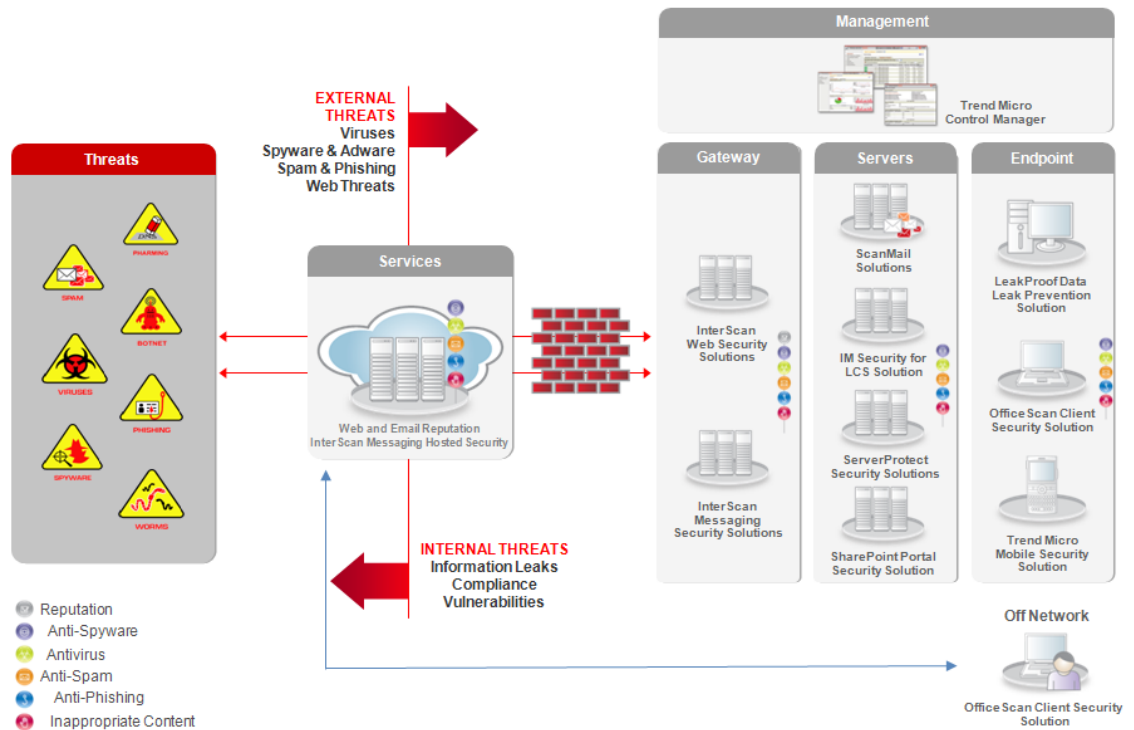 Management
Trend Micro
Control Manager
EXTERNAL
THREATS
Viruses
Spyware & Adware
Spam & Phishing
Web Threats
Threats
PHARMING
SPAM
BOTNET
VIRUSES
PHISHING
SPYWARE
WORMS
Services
Web and Email Reputation
InterScan Messaging Hosted Security
Gateway
InterScan
Web Security
Solutions
InterScan
Messaging
Security Solutions
Servers
ScanMail
Solutions
IM Security for
LCS Solution
ServerProtect
Security Solutions
SharePoint Portal
Security Solution
Endpoint
LeakProof Data
Leak Prevention
Solution
OfficeScan Client
Security Solution
Trend Micro
Mobile Security
Solution
INTERNAL THREATS
Information Leaks
Compliance
Vulnerabilities
Reputation
Anti-Spyware
Antivirus
Anti-Spam
Anti-Phishing
Inappropriate Content
Off Network
OfficeScan Client Security
Solution